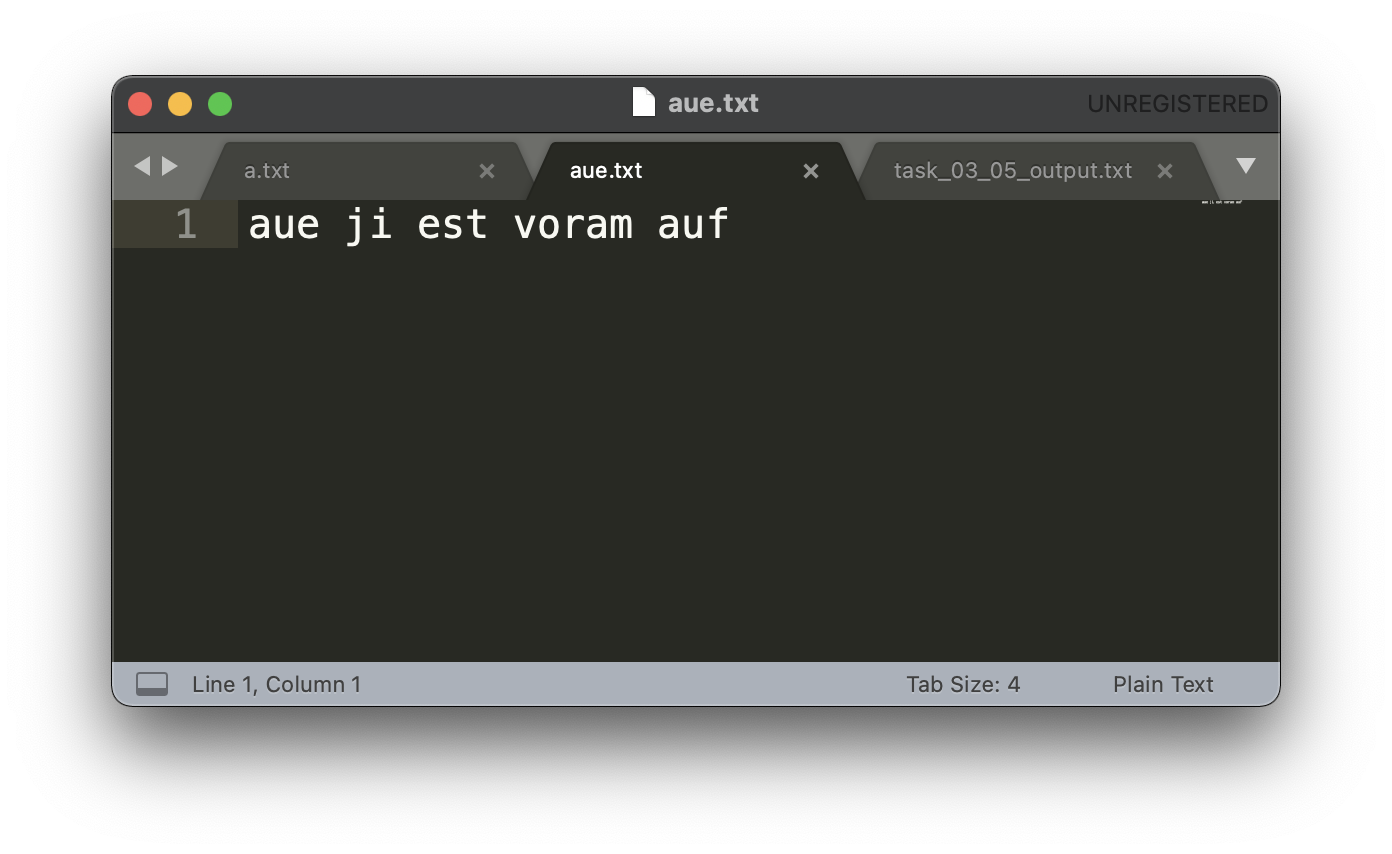 aue.txt
UNREGISTERED
a.txt
aue.txt
task_03_05_output.txt
1 aue ji est voram auf
Line 1, Column 1
Tab Size: 4
Plain Text